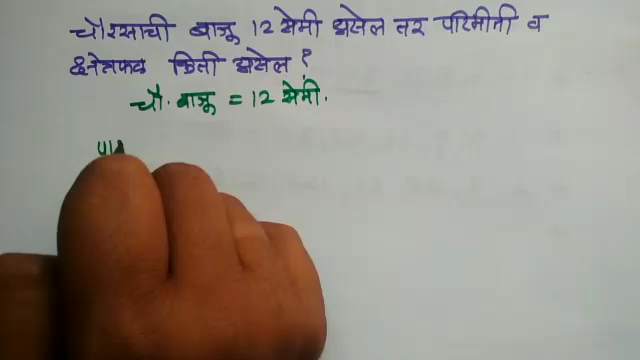 चौरसाची बाजू 12 सेमी असेल तर परिमीती व
क्षेत्रफळ किती असेल ?
चौ. बाजू = 12 सेमी.